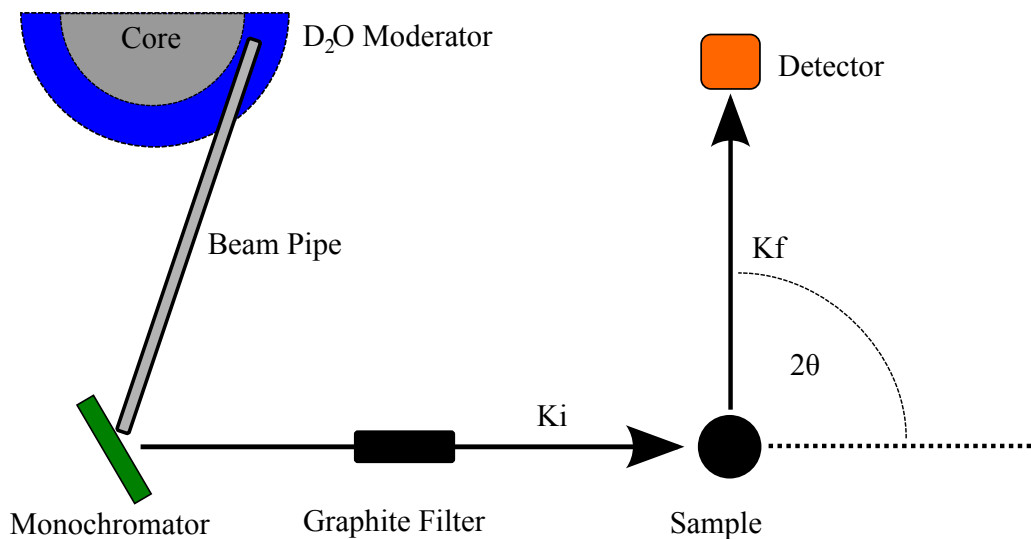 Core
D₂O Moderator
Detector
Beam Pipe
Kf
2θ
Ki
Monochromator
Graphite Filter
Sample